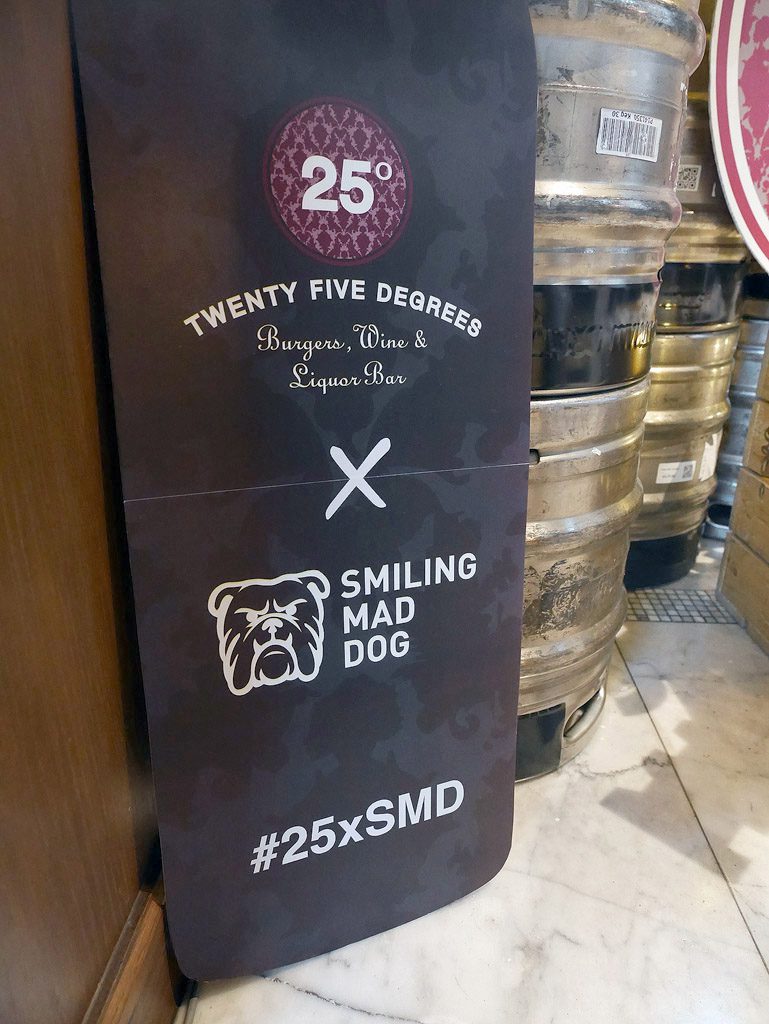 25°
TWENTY FIVE DEGREES
Burgers, Wine &
Liquor Bar
X
SMILING
MAD
DOG
#25xSMD